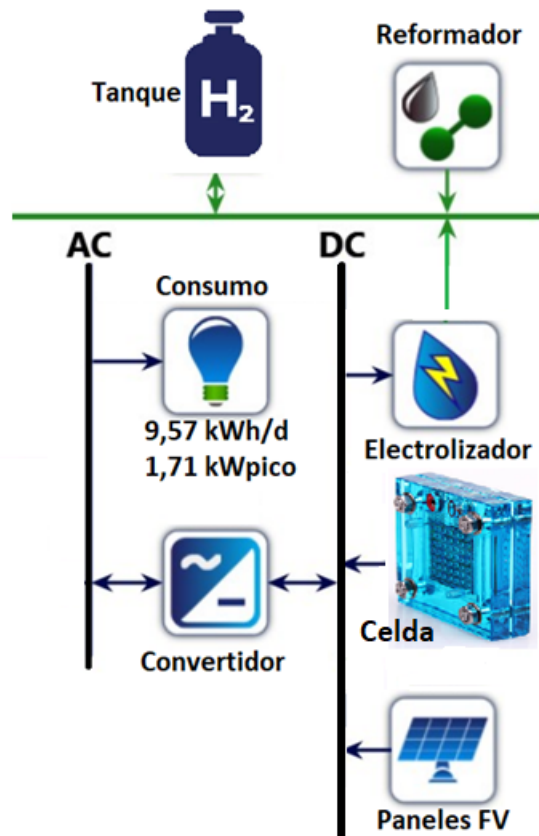 Reformador
Tanque
H₂
AC
DC
Consumo
9,57 kWh/d
1,71 kWpico
Electrolizador
Celda
Convertidor
Paneles FV